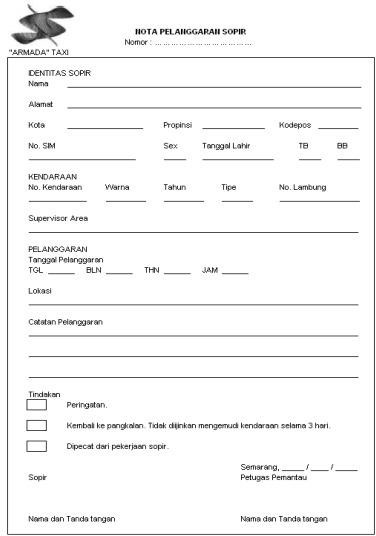 NOTA PELANGGARAN SOPIR
Nomor : ... ... ... ... ... ... ... ... ... ... ... ...
"ARMADA" TAXI
IDENTITAS SOPIR
Nama
Alamat
Kota Propinsi Kodepos
No. SIM Sex Tanggal Lahir TB BB
KENDARAAN
No. Kendaraan Warna Tahun Tipe No. Lambung
Supervisor Area
PELANGGARAN
Tanggal Pelanggaran
TGL ______ BLN ______ THN ______ JAM ______
Lokasi
Catatan Pelanggaran
Tindakan
Peringatan.
Kembali ke pangkalan. Tidak diijinkan mengemudi kendaraan selama 3 hari.
Dipecat dari pekerjaan sopir.
Semarang, _____ / ____ / _____
Sopir Petugas Pemantau
Nama dan Tanda tangan Nama dan Tanda tangan